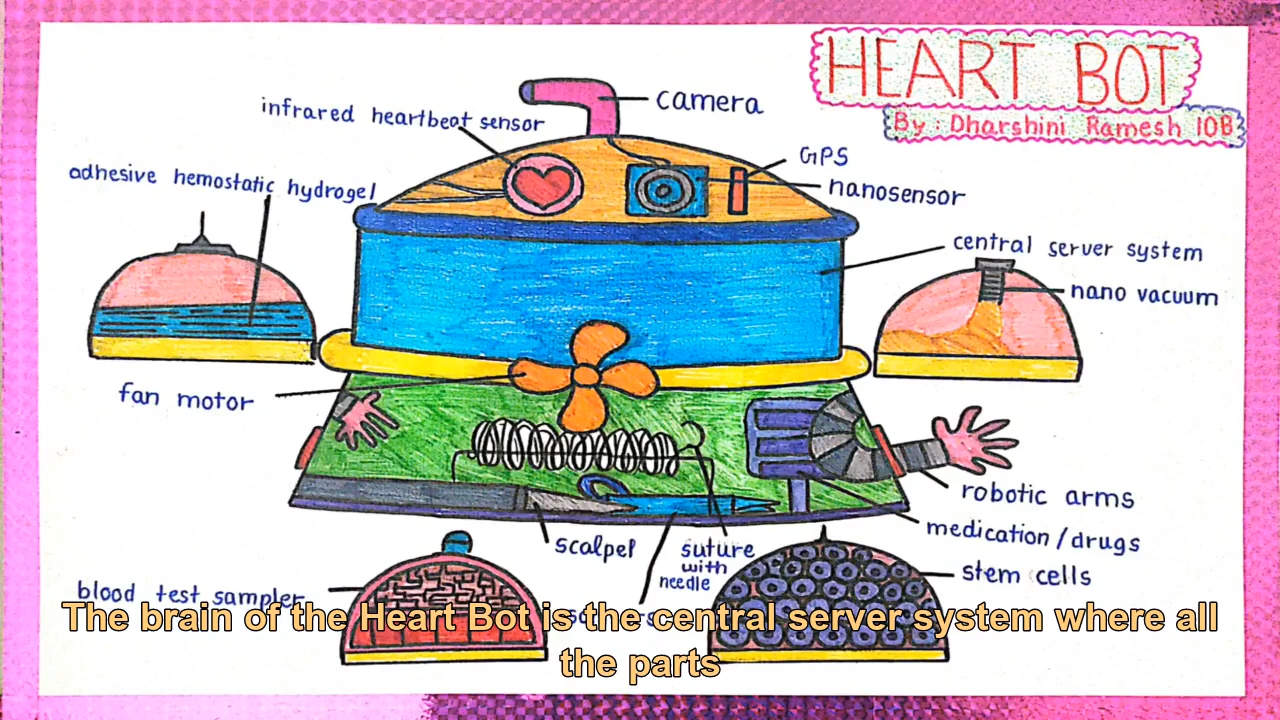 HEART BOT
By : Dharshini Ramesh 10B
camera
infrared heartbeat sensor
GPS
adhesive hemostatic hydrogel
nanosensor
central server system
nano vacuum
fan motor
robotic arms
medication/drugs
scalpel
suture
with
needle
stem cells
blood test sampler
The brain of the Heart Bot is the central server system where all
the parts